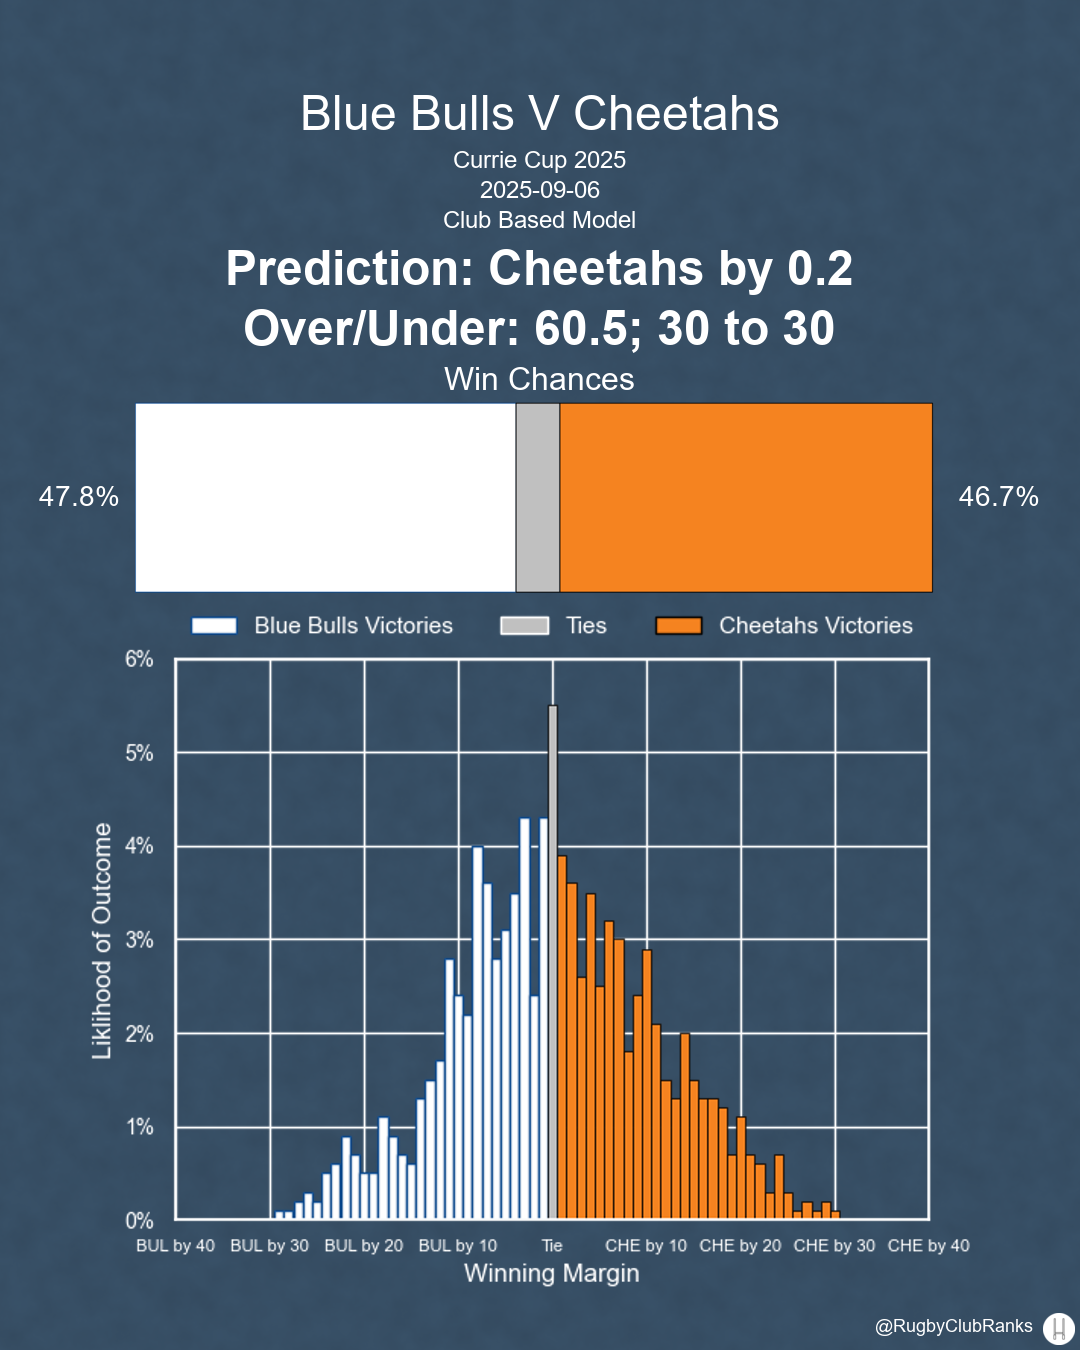 Blue Bulls V Cheetahs
Currie Cup 2025
2025-09-06
Club Based Model
Prediction: Cheetahs by 0.2
Over/Under: 60.5; 30 to 30
Win Chances
47.8%
46.7%
Blue Bulls Victories Ties Cheetahs Victories
6%
5%
4%
3%
2%
1%
0%
Liklihood of Outcome
BUL by 40 BUL by 30 BUL by 20 BUL by 10 Tie CHE by 10 CHE by 20 CHE by 30 CHE by 40
Winning Margin
@RugbyClubRanks